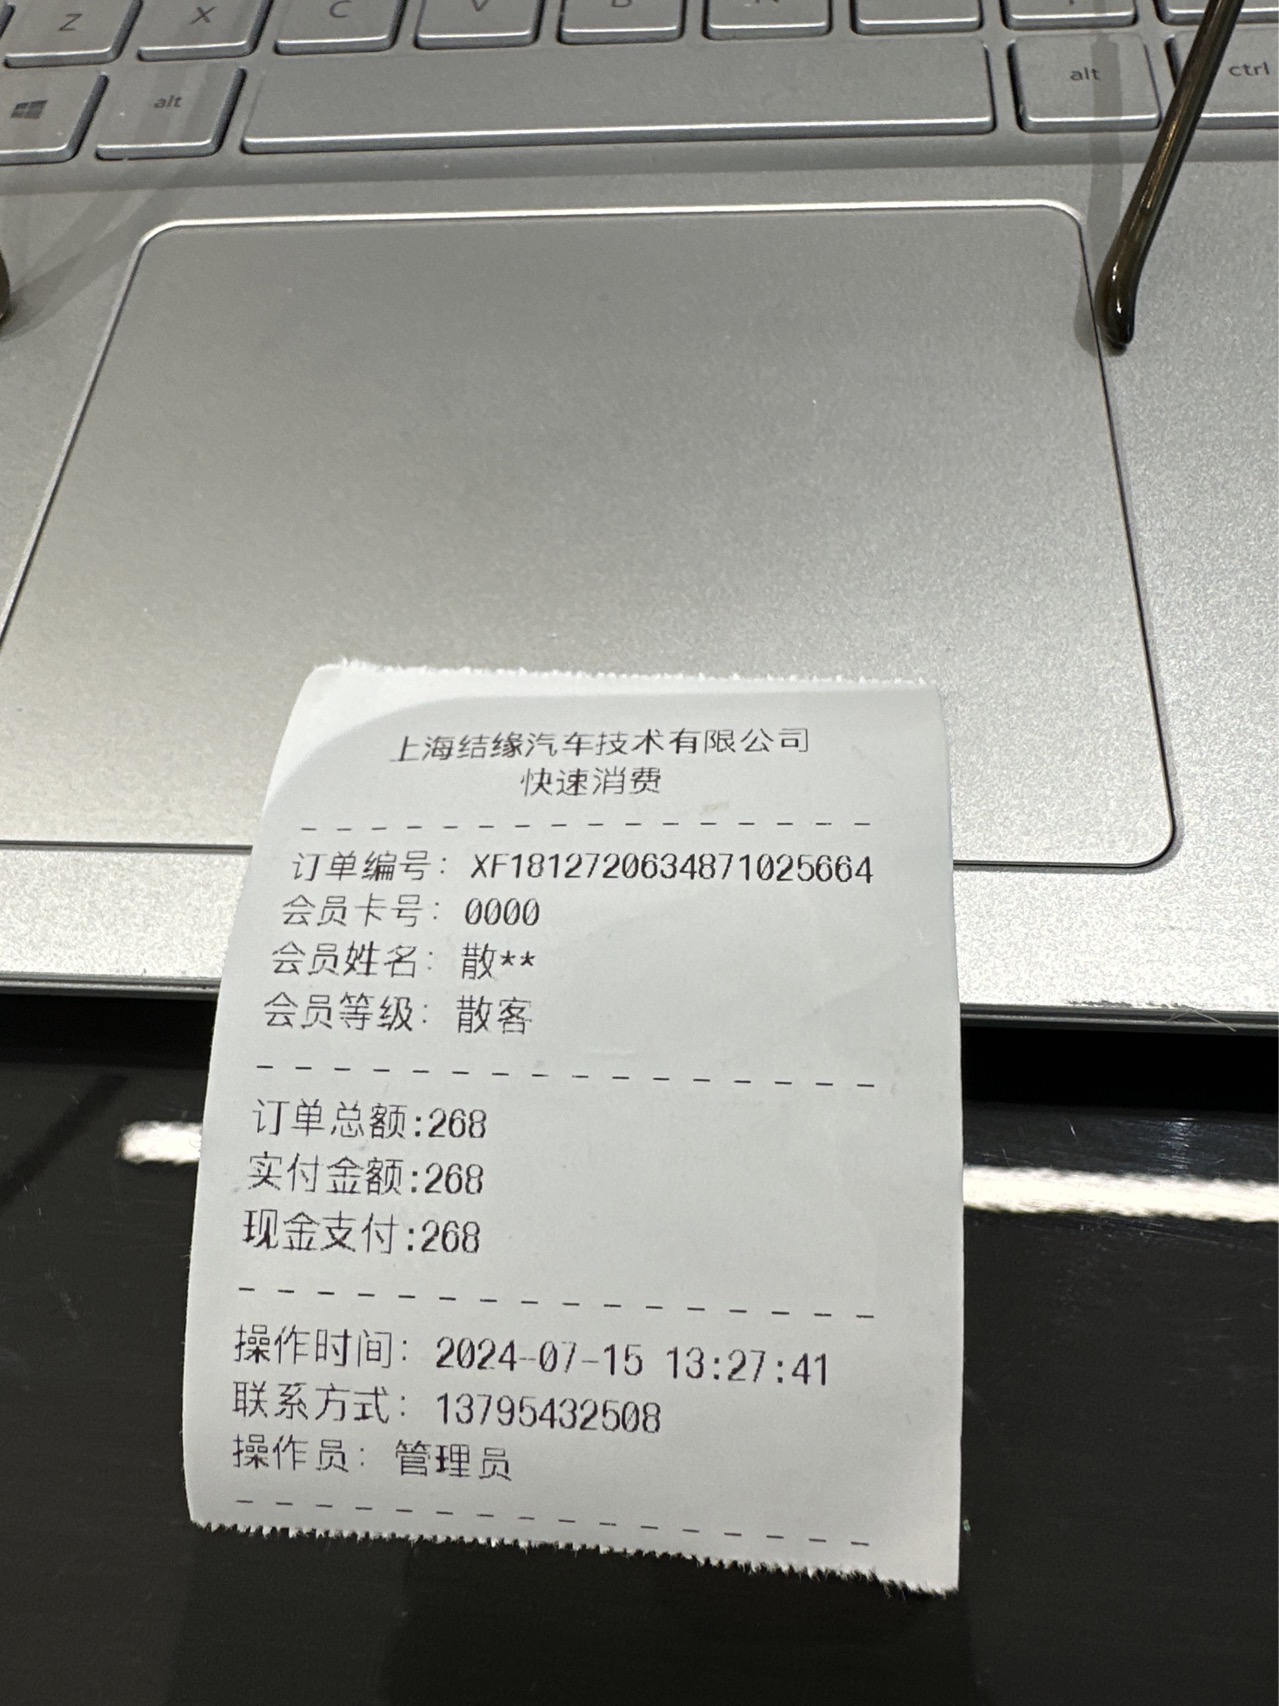 Z X C V B N
alt alt ctrl
上海结缘汽车技术有限公司
快速消费
订单编号: XF1812720634871025664
会员卡号: 0000
会员姓名: 散**
会员等级: 散客
订单总额:268
实付金额:268
现金支付:268
操作时间: 2024-07-15 13:27:41
联系方式: 13795432508
操作员: 管理员